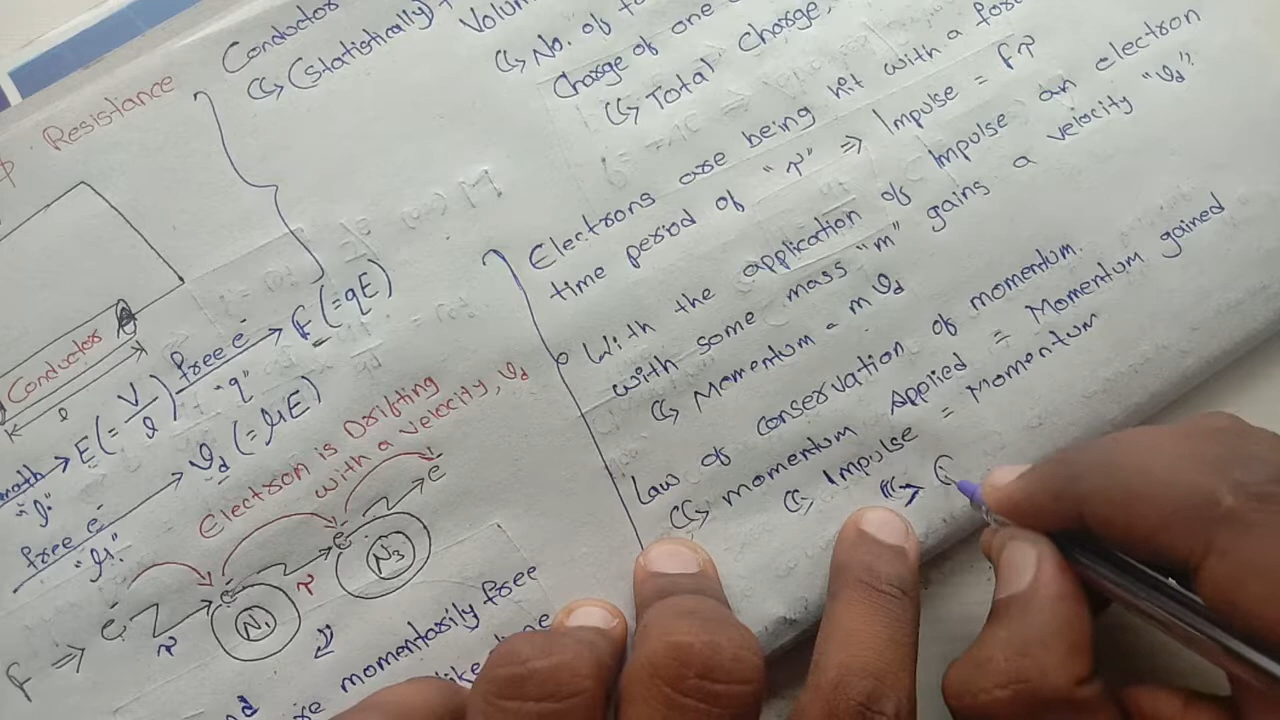 Resistance
Conductor
↳ (statistically)
Conductor
l
E(= V/l) free e⁻ → F(= qE)
"q"
"l"
free e⁻ → vd (= μE)
"μ"
Electron is Drifting
with a velocity, vd
F ⇒ e⁻ τ e⁻ τ e⁻ e⁻
N1 N3
momentarily free
like
↳ No. of
Charge of one
↳ Total Charge.
Electrons are being hit with a
time period of "τ" ⇒ Impulse = Fτ
With the application of Impulse an electron
with some mass "m" gains a velocity "vd".
↳ Momentum = m vd
Law of conservation of momentum.
↳ momentum Applied = Momentum gained
↳ Impulse = Momentum
↳